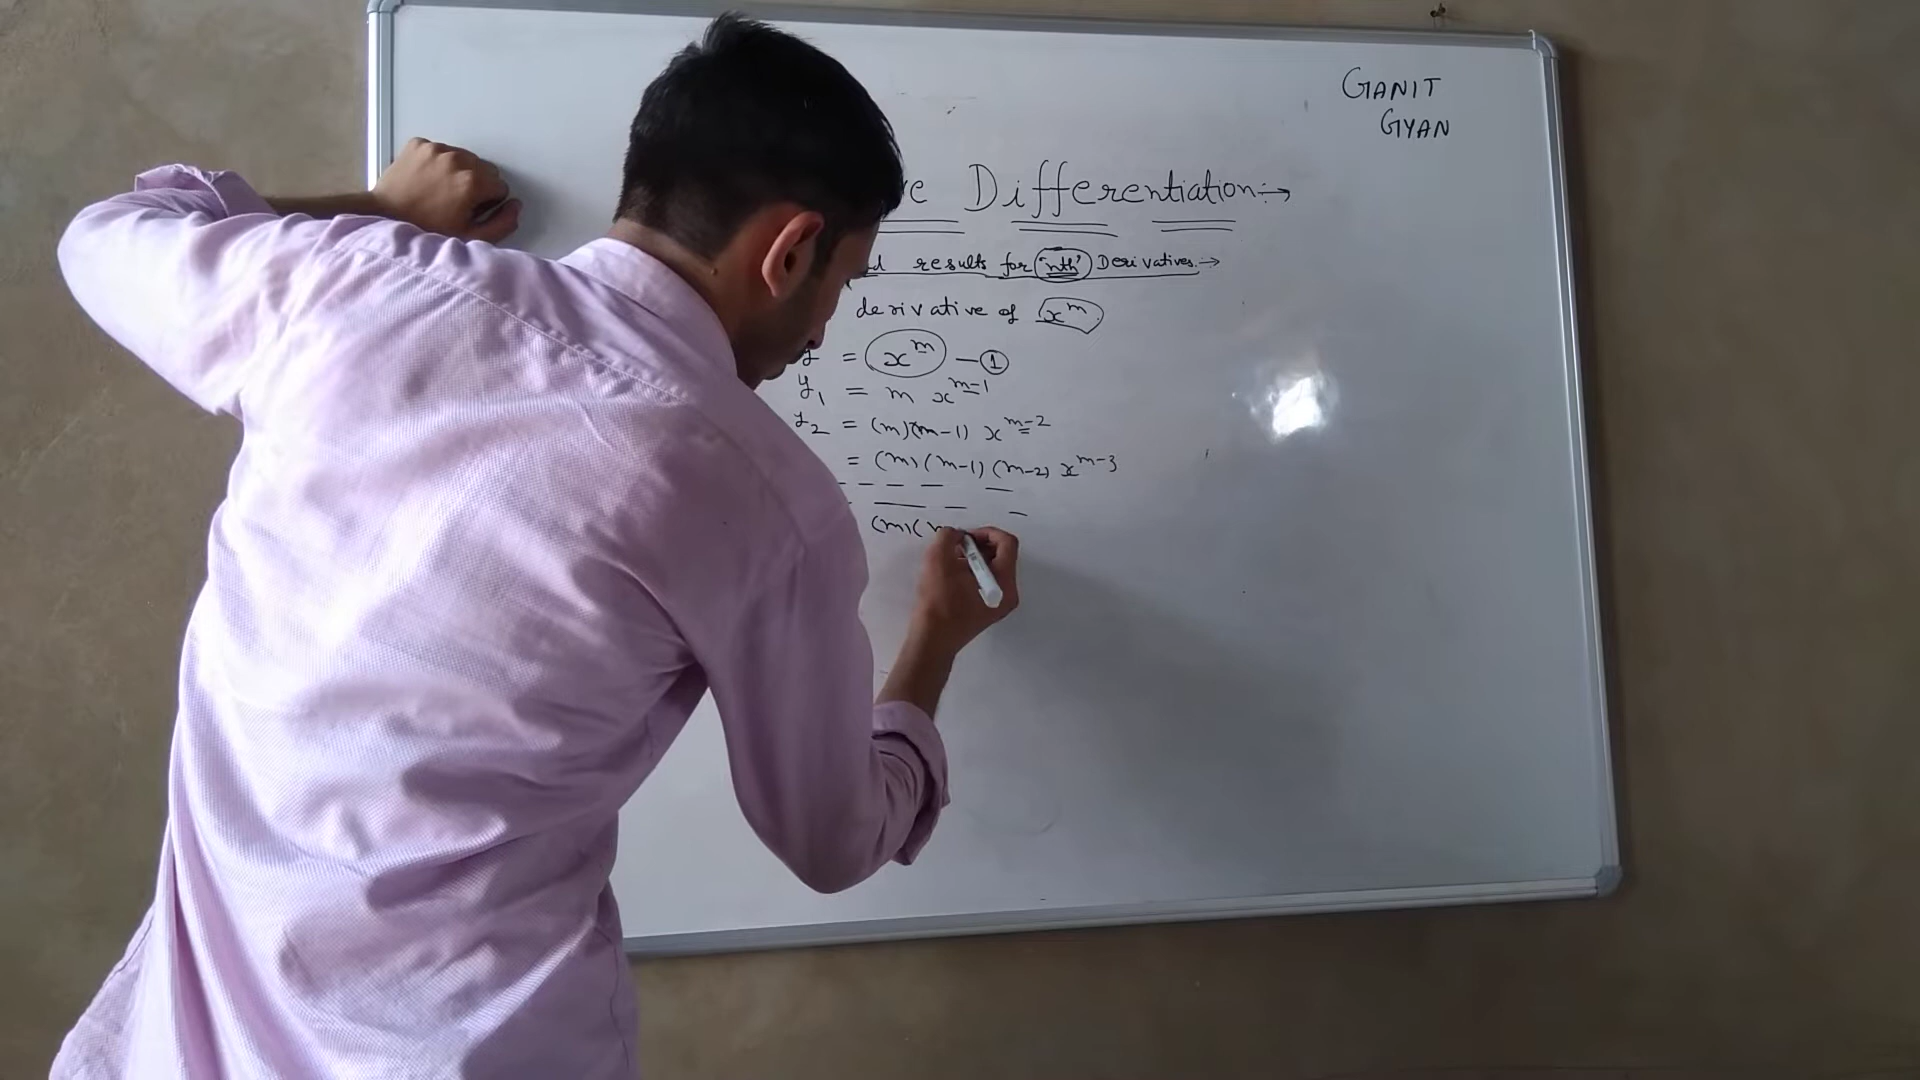 GANIT
GYAN
Differentiation :→
results for 'nth' Derivatives. →
derivative of x^m.
y = x^m — ①
y₁ = m x^m-1
y₂ = (m)(m-1) x^m-2
= (m)(m-1)(m-2) x^m-3
(m)(m